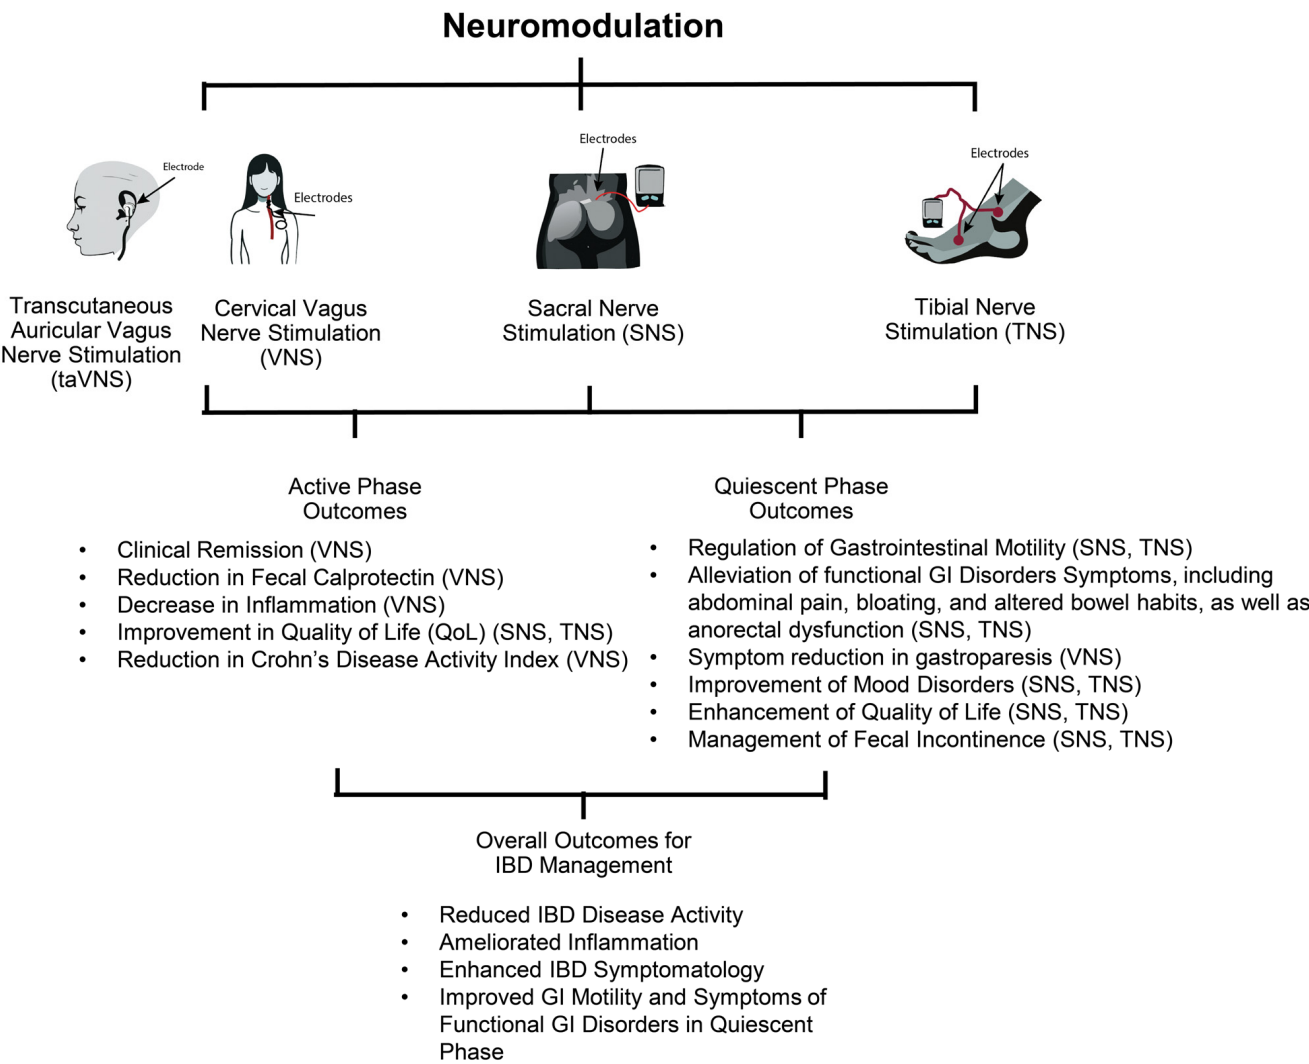 Neuromodulation
Electrode
Electrodes
Electrodes
Electrodes
Transcutaneous
Auricular Vagus
Nerve Stimulation
(taVNS)
Cervical Vagus
Nerve Stimulation
(VNS)
Sacral Nerve
Stimulation (SNS)
Tibial Nerve
Stimulation (TNS)
Active Phase
Outcomes
• Clinical Remission (VNS)
• Reduction in Fecal Calprotectin (VNS)
• Decrease in Inflammation (VNS)
• Improvement in Quality of Life (QoL) (SNS, TNS)
• Reduction in Crohn’s Disease Activity Index (VNS)
Quiescent Phase
Outcomes
• Regulation of Gastrointestinal Motility (SNS, TNS)
• Alleviation of functional GI Disorders Symptoms, including
abdominal pain, bloating, and altered bowel habits, as well as
anorectal dysfunction (SNS, TNS)
• Symptom reduction in gastroparesis (VNS)
• Improvement of Mood Disorders (SNS, TNS)
• Enhancement of Quality of Life (SNS, TNS)
• Management of Fecal Incontinence (SNS, TNS)
Overall Outcomes for
IBD Management
• Reduced IBD Disease Activity
• Ameliorated Inflammation
• Enhanced IBD Symptomatology
• Improved GI Motility and Symptoms of
Functional GI Disorders in Quiescent
Phase